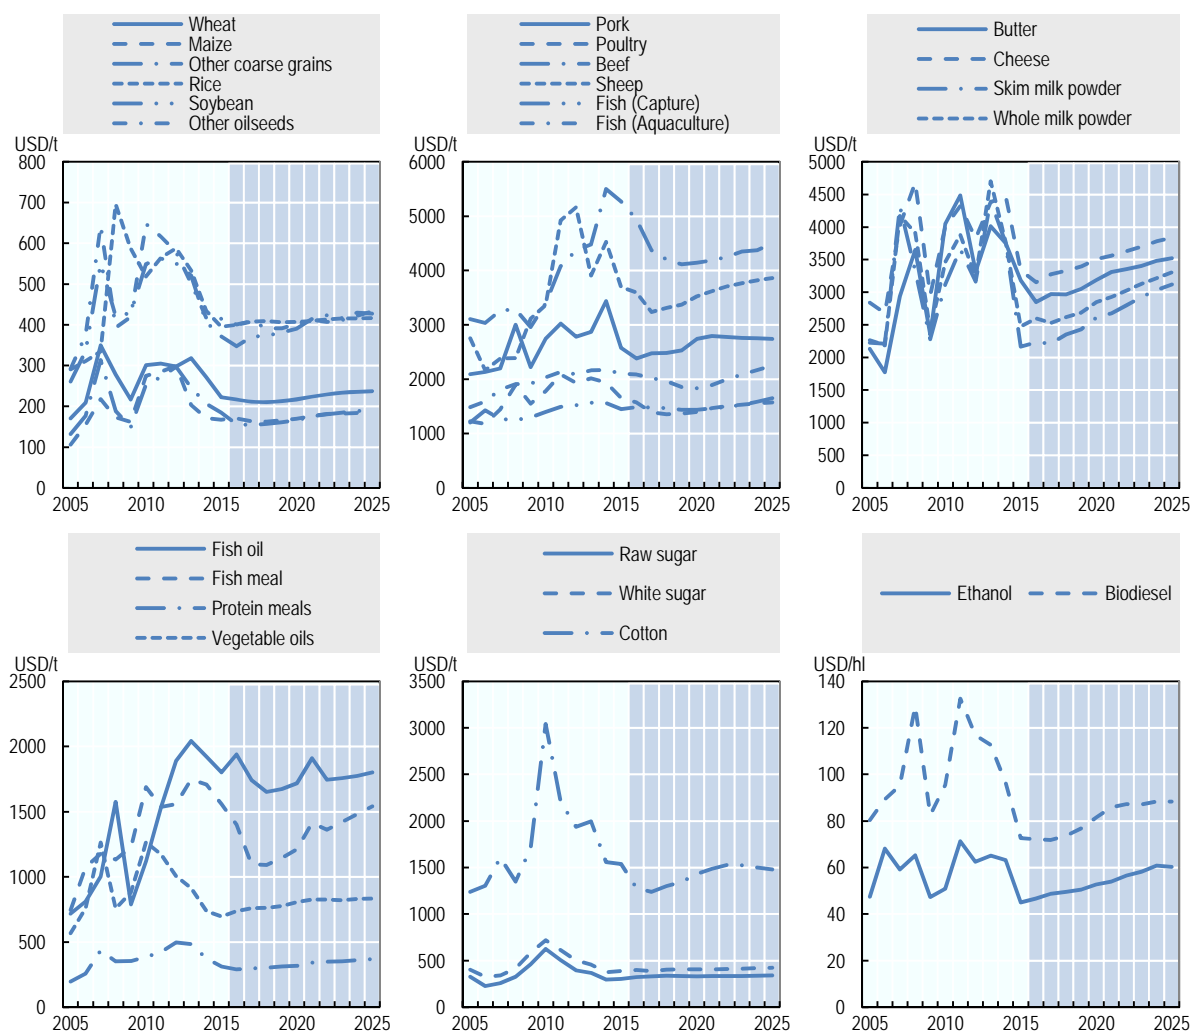 Wheat
Maize
Other coarse grains
Rice
Soybean
Other oilseeds
USD/t
800
700
600
500
400
300
200
100
0
2005 2010 2015 2020 2025
Pork
Poultry
Beef
Sheep
Fish (Capture)
Fish (Aquaculture)
USD/t
6000
5000
4000
3000
2000
1000
0
2005 2010 2015 2020 2025
Butter
Cheese
Skim milk powder
Whole milk powder
USD/t
5000
4500
4000
3500
3000
2500
2000
1500
1000
500
0
2005 2010 2015 2020 2025
Fish oil
Fish meal
Protein meals
Vegetable oils
USD/t
2500
2000
1500
1000
500
0
2005 2010 2015 2020 2025
Raw sugar
White sugar
Cotton
USD/t
3500
3000
2500
2000
1500
1000
500
0
2005 2010 2015 2020 2025
Ethanol Biodiesel
USD/hl
140
120
100
80
60
40
20
0
2005 2010 2015 2020 2025